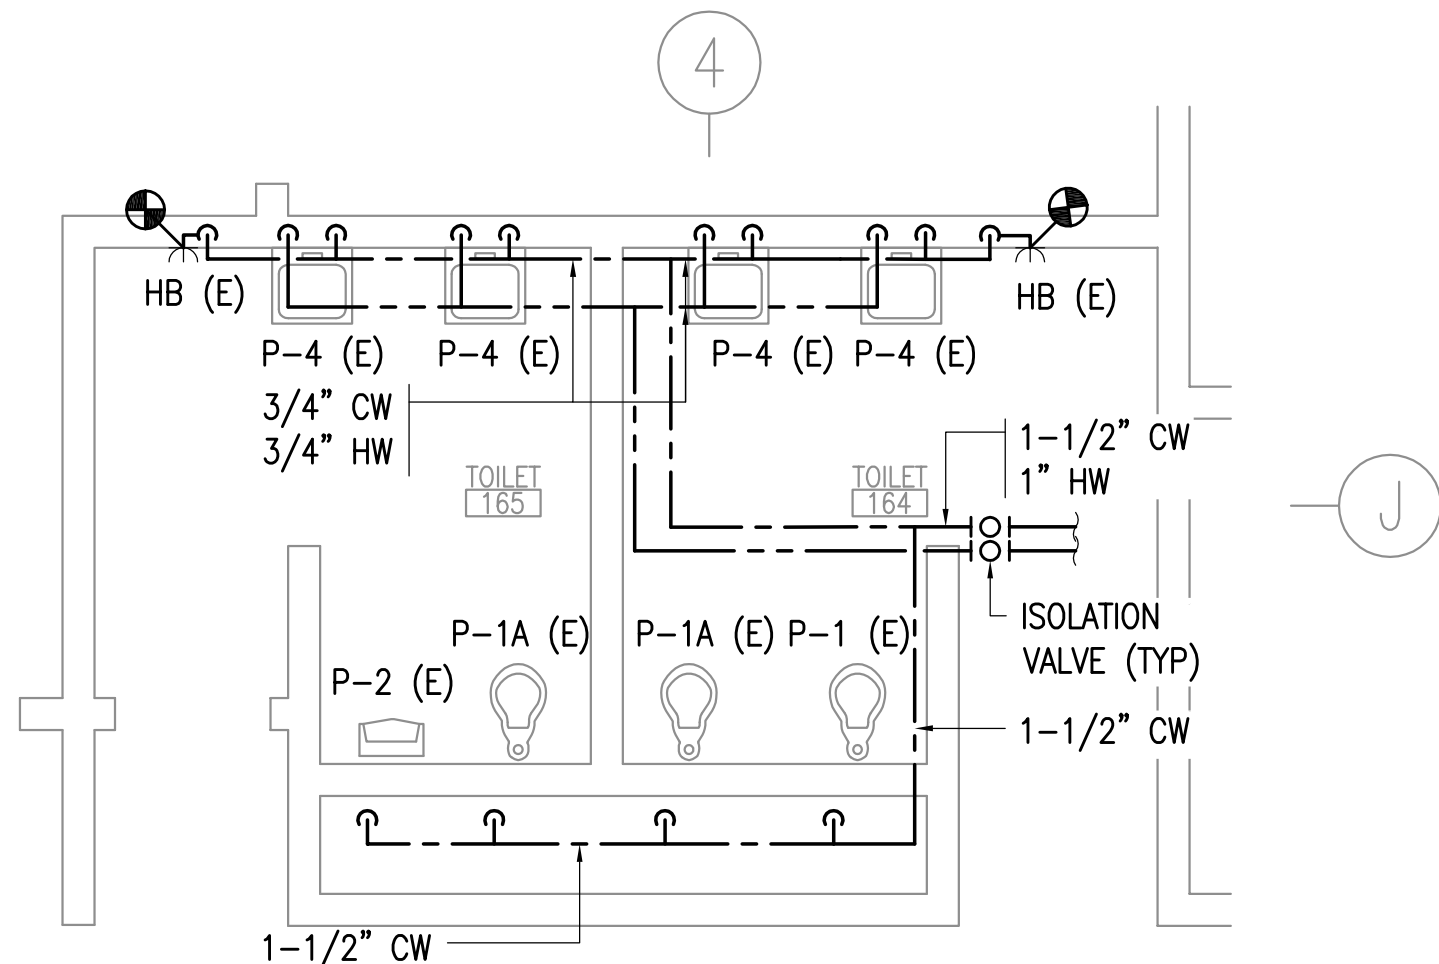 4
HB (E)
HB (E)
P-4 (E)
P-4 (E)
P-4 (E)
P-4 (E)
3/4" CW
3/4" HW
1-1/2" CW
1" HW
TOILET
165
TOILET
164
J
ISOLATION
VALVE (TYP)
P-1A (E)
P-1A (E)
P-1 (E)
P-2 (E)
1-1/2" CW
1-1/2" CW